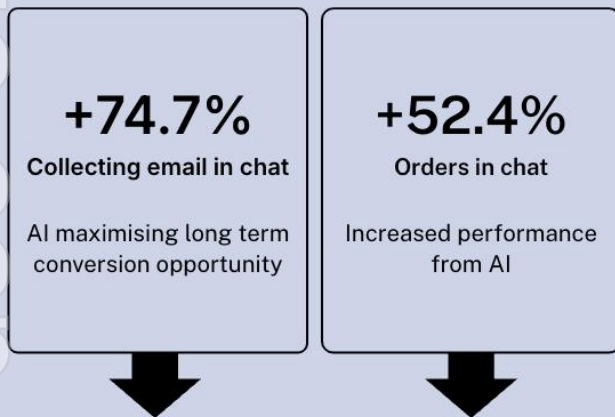 +74.7%
Collecting email in chat
AI maximising long term
conversion opportunity
+52.4%
Orders in chat
Increased performance
from AI